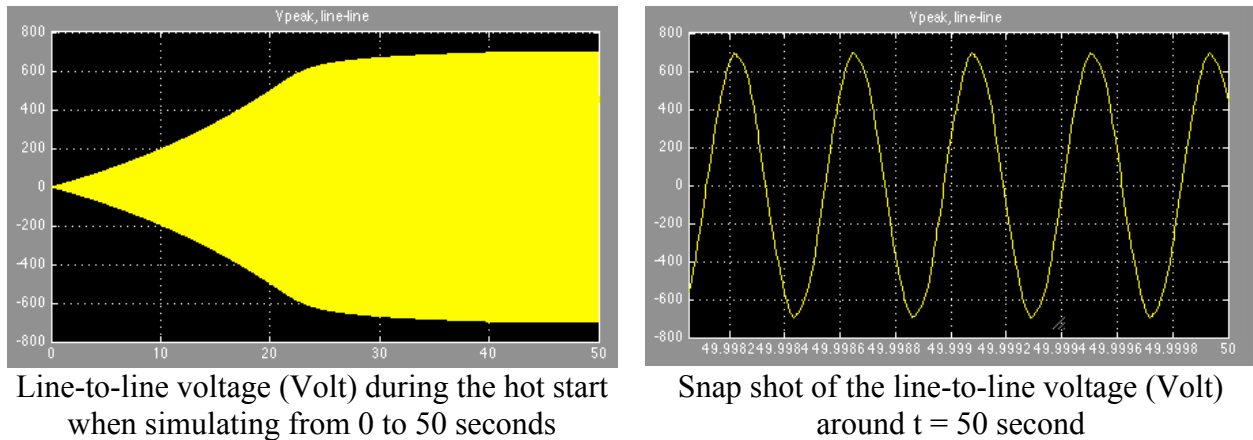 Vpeak, line-line
800
600
400
200
0
-200
-400
-600
-800
0 10 20 30 40 50
Line-to-line voltage (Volt) during the hot start
when simulating from 0 to 50 seconds
Vpeak, line-line
800
600
400
200
0
-200
-400
-600
-800
49.9982 49.9984 49.9986 49.9988 49.999 49.9992 49.9994 49.9996 49.9998 50
Snap shot of the line-to-line voltage (Volt)
around t = 50 second